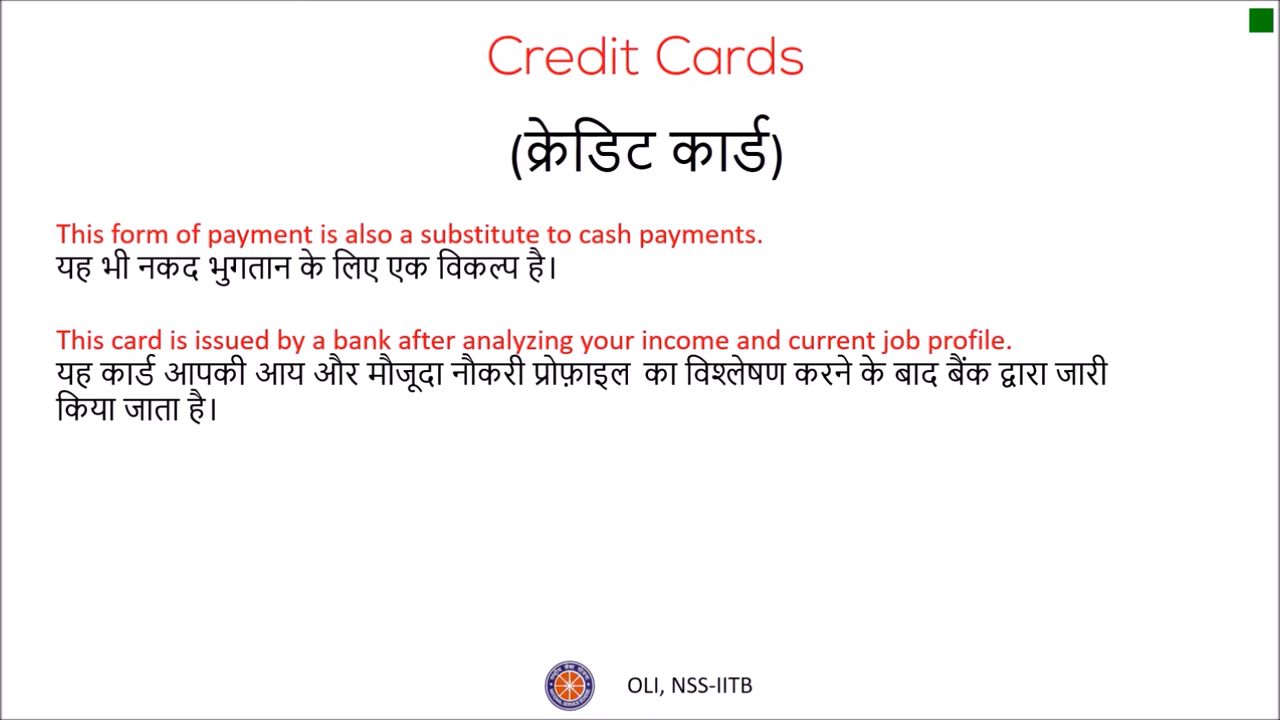 Credit Cards
(क्रेडिट कार्ड)
This form of payment is also a substitute to cash payments.
यह भी नकद भुगतान के लिए एक विकल्प है।
This card is issued by a bank after analyzing your income and current job profile.
यह कार्ड आपकी आय और मौजूदा नौकरी प्रोफ़ाइल का विश्लेषण करने के बाद बैंक द्वारा जारी
किया जाता है।
OLI, NSS-IITB